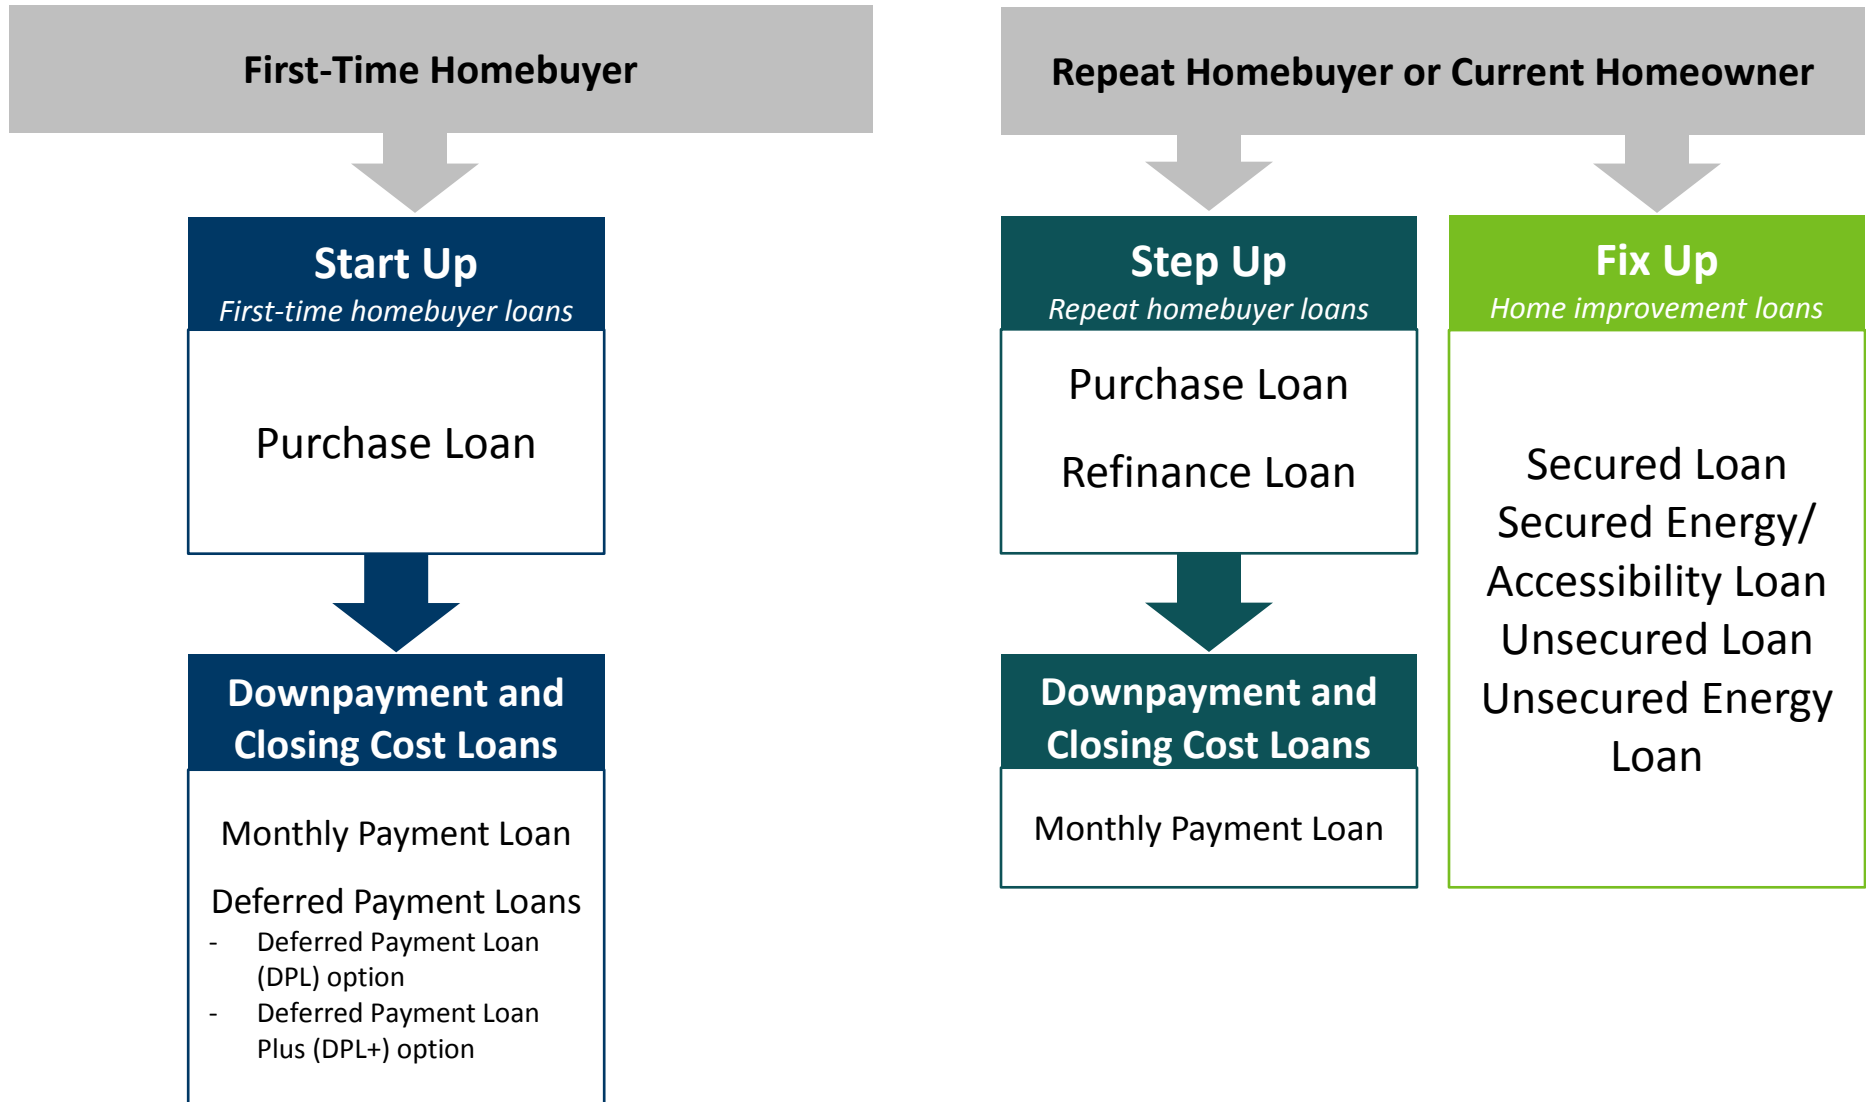 First-Time Homebuyer
Start Up
First-time homebuyer loans
Purchase Loan
Downpayment and
Closing Cost Loans
Monthly Payment Loan
Deferred Payment Loans
- Deferred Payment Loan
(DPL) option
- Deferred Payment Loan
Plus (DPL+) option
Repeat Homebuyer or Current Homeowner
Step Up
Repeat homebuyer loans
Purchase Loan
Refinance Loan
Downpayment and
Closing Cost Loans
Monthly Payment Loan
Fix Up
Home improvement loans
Secured Loan
Secured Energy/
Accessibility Loan
Unsecured Loan
Unsecured Energy
Loan